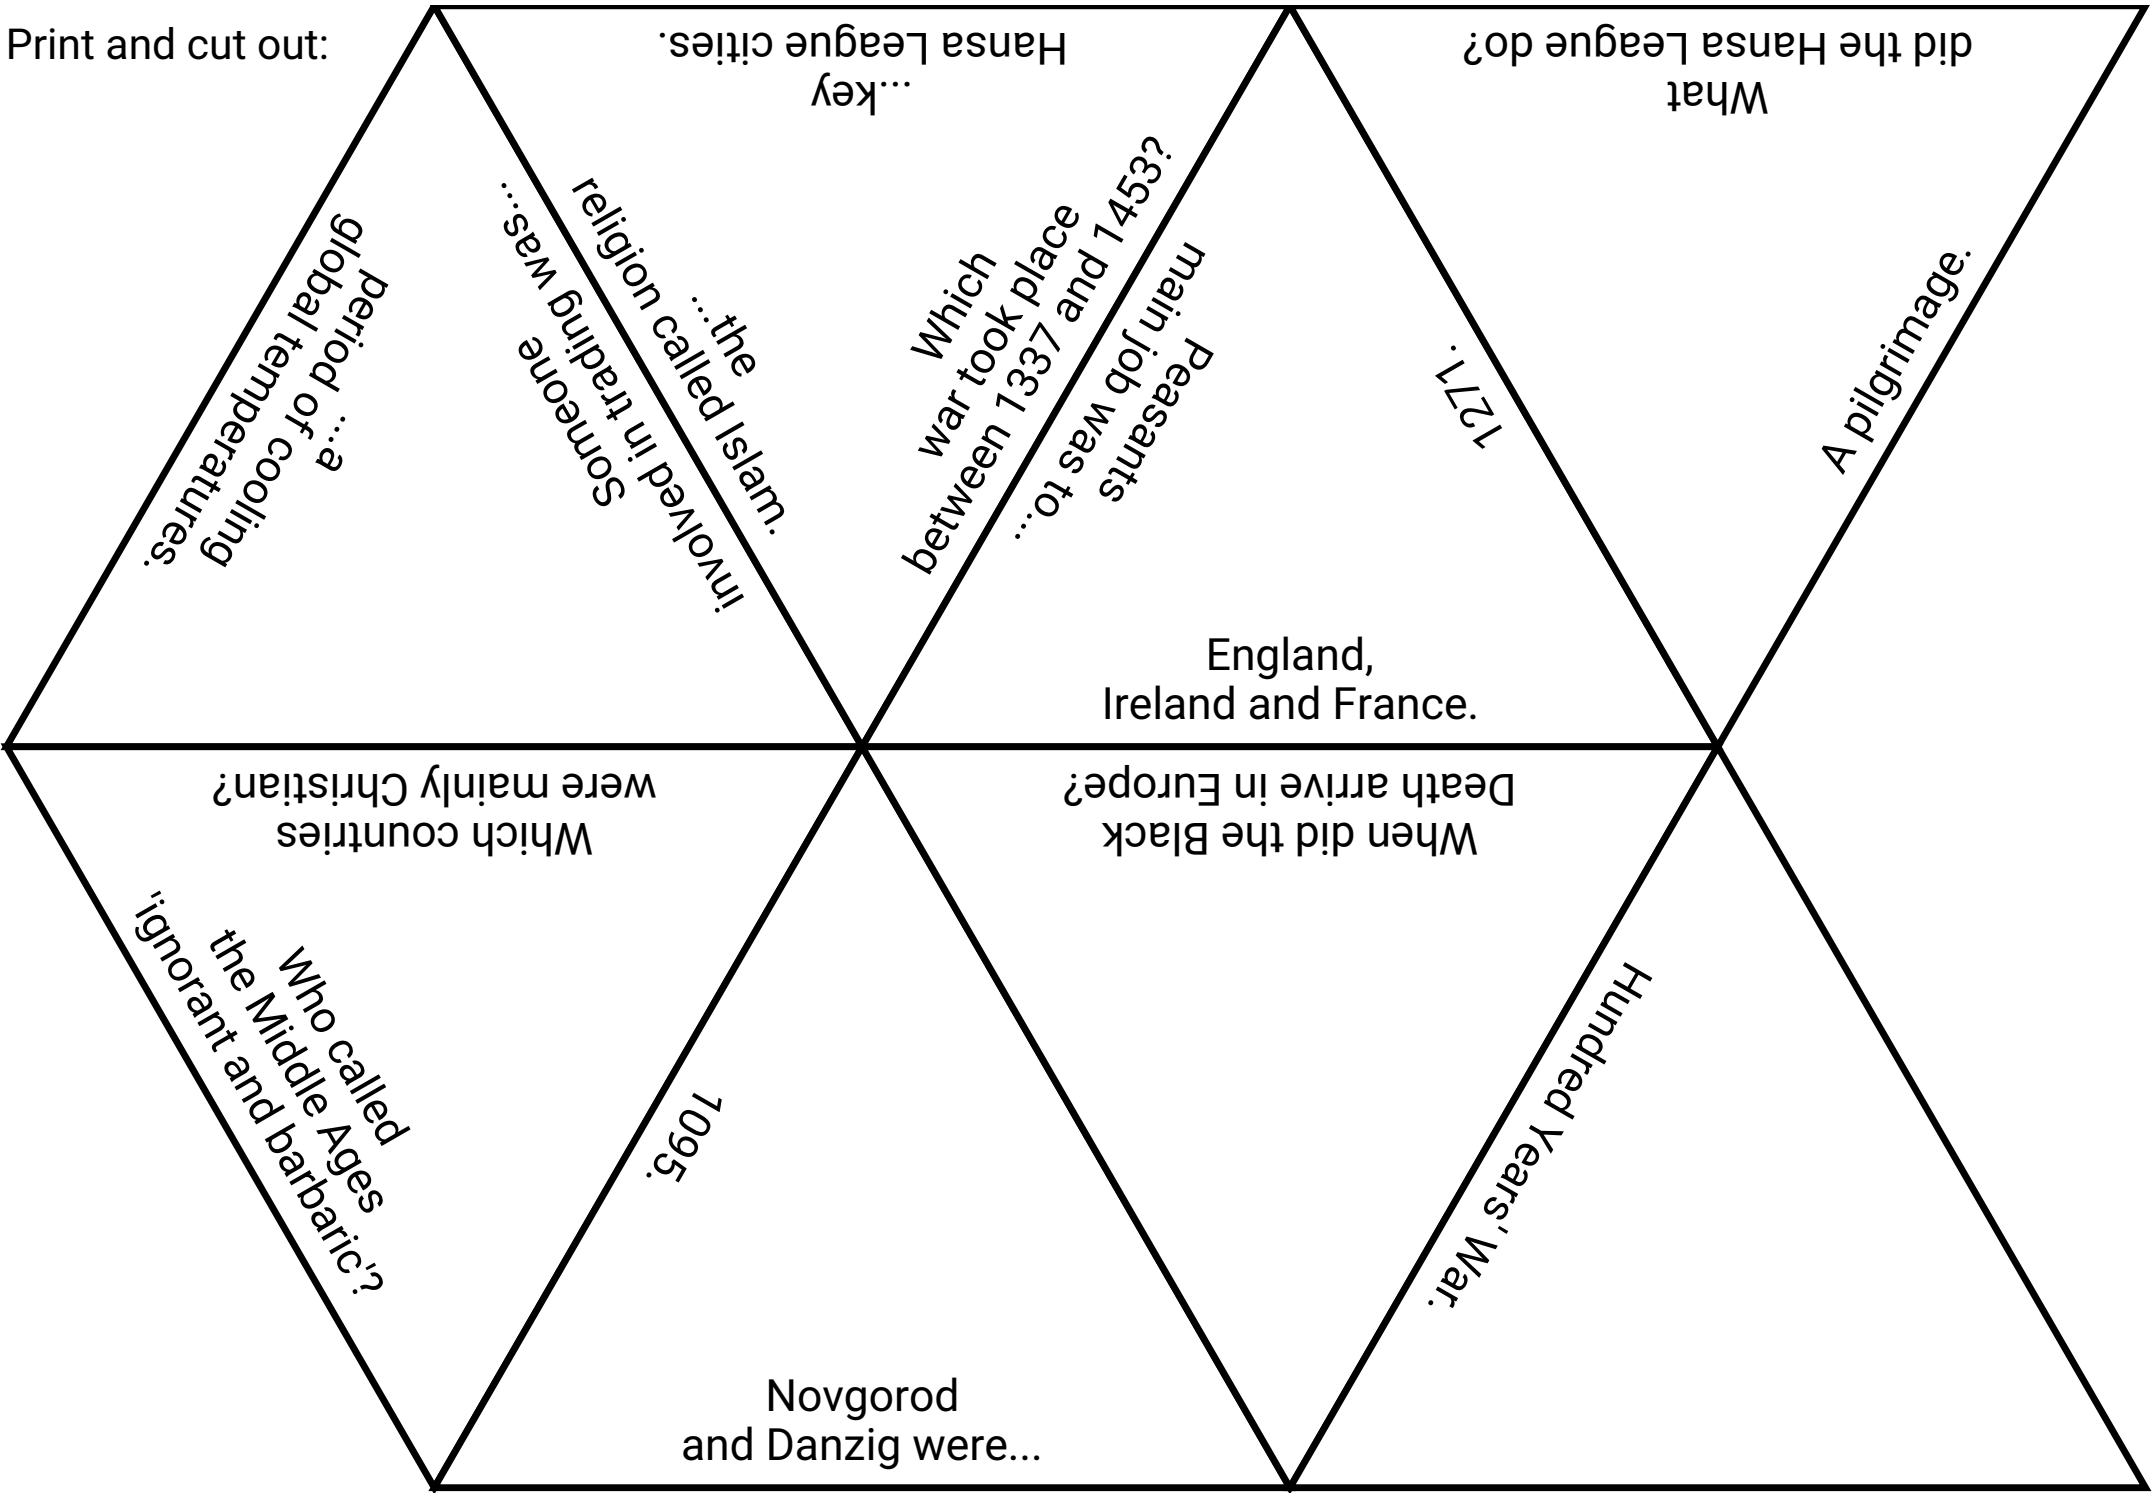 Print and cut out:
...key
Hansa League cities.
What
did the Hansa League do?
...a
period of cooling
global temperatures.
Someone
involved in trading was...
...the
religion called Islam.
Which
war took place
between 1337 and 1453?
Peasants
main job was to...
1271.
A pilgrimage.
England,
Ireland and France.
Which countries
were mainly Christian?
When did the Black
Death arrive in Europe?
Who called
the Middle Ages
'ignorant and barbaric'?
1095.
Hundred Years' War.
Novgorod
and Danzig were...